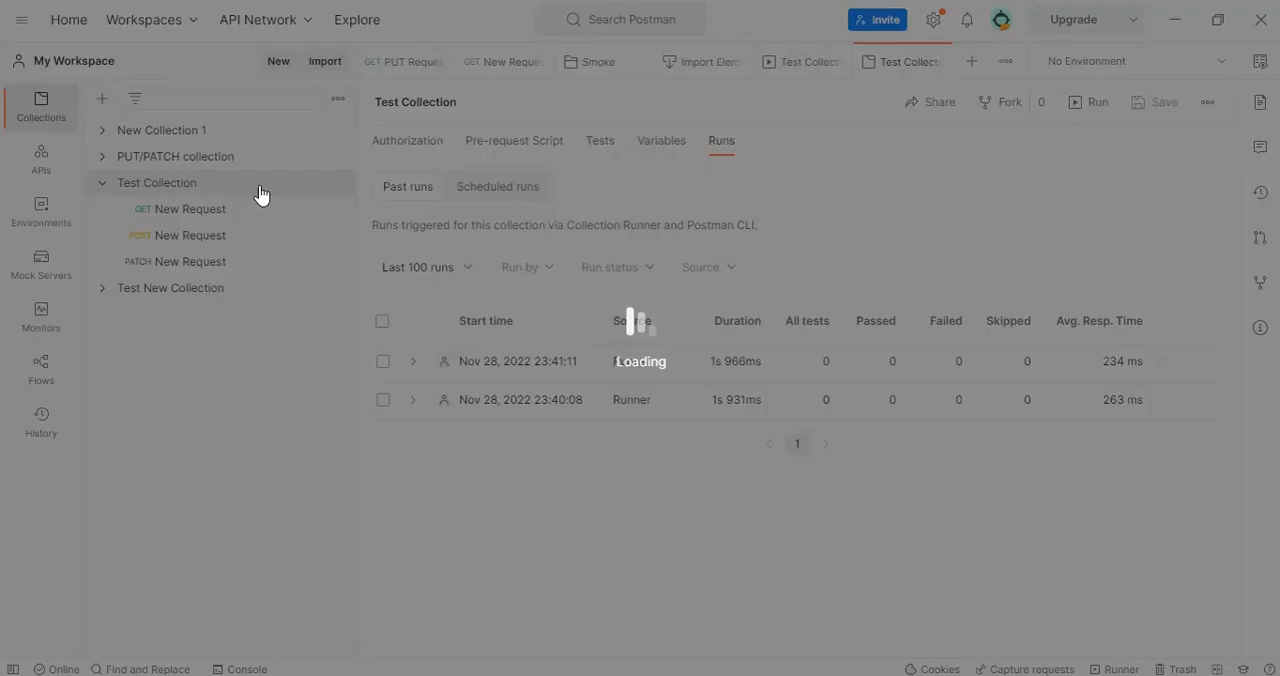 Home Workspaces API Network Explore Search Postman Invite Upgrade
My Workspace New Import GET PUT Reques GET New Reque Smoke Import Elem Test Collect Test Collect No Environment
Collections
APIs
Environments
Mock Servers
Monitors
Flows
History
New Collection 1
PUT/PATCH collection
Test Collection
GET New Request
POST New Request
PATCH New Request
Test New Collection
Test Collection Share Fork 0 Run Save
Authorization Pre-request Script Tests Variables Runs
Past runs Scheduled runs
Runs triggered for this collection via Collection Runner and Postman CLI.
Last 100 runs Run by Run status Source
Start time Source Duration All tests Passed Failed Skipped Avg. Resp. Time
Nov 28, 2022 23:41:11 1s 966ms 0 0 0 0 234 ms
Loading
Nov 28, 2022 23:40:08 Runner 1s 931ms 0 0 0 0 263 ms
1
Online Find and Replace Console Cookies Capture requests Runner Trash